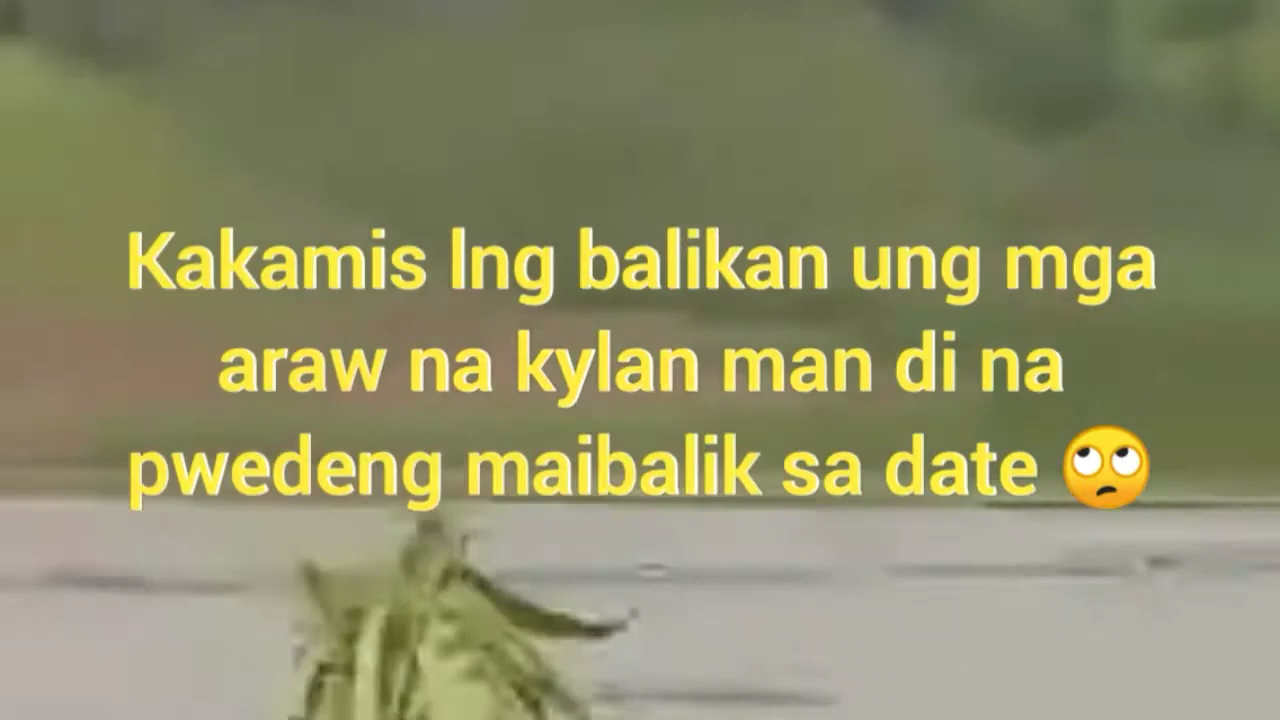 Kakamis lng balikan ung mga
araw na kylan man di na
pwedeng maibalik sa date 🙄